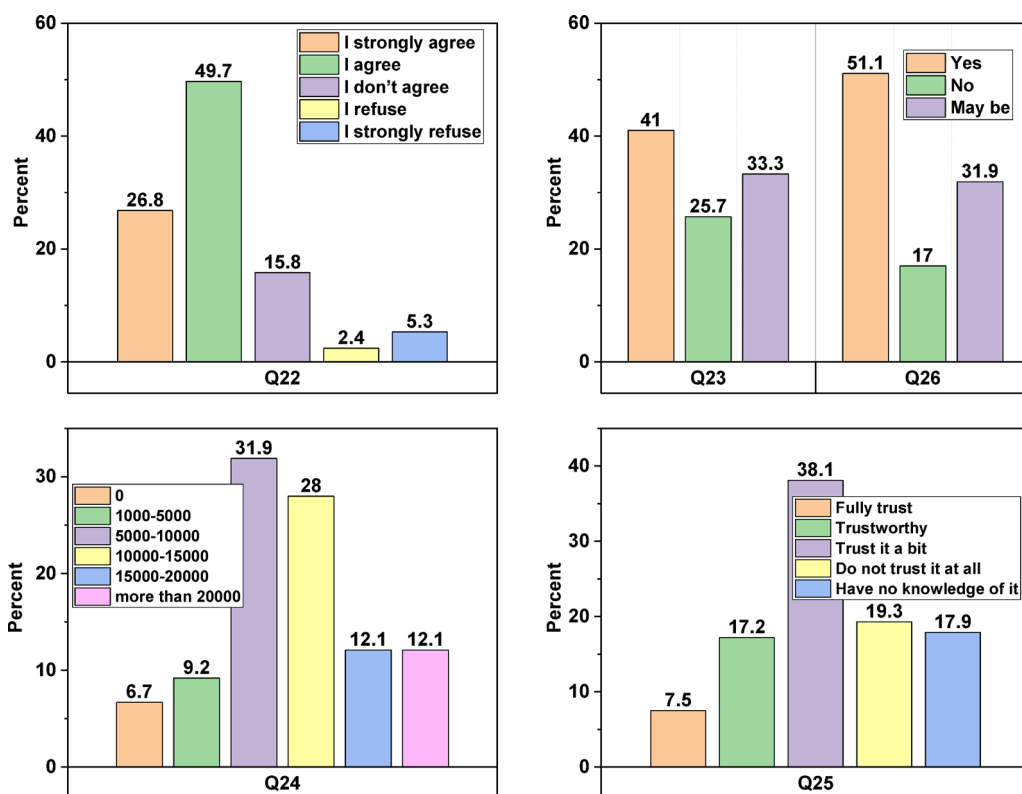 60
40
20
0
Percent
26.8
49.7
15.8
2.4
5.3
I strongly agree
I agree
I don't agree
I refuse
I strongly refuse
Q22
60
40
20
0
Percent
41
25.7
33.3
51.1
17
31.9
Yes
No
May be
Q23
Q26
30
20
10
0
Percent
6.7
9.2
31.9
28
12.1
12.1
0
1000-5000
5000-10000
10000-15000
15000-20000
more than 20000
Q24
40
30
20
10
0
Percent
7.5
17.2
38.1
19.3
17.9
Fully trust
Trustworthy
Trust it a bit
Do not trust it at all
Have no knowledge of it
Q25